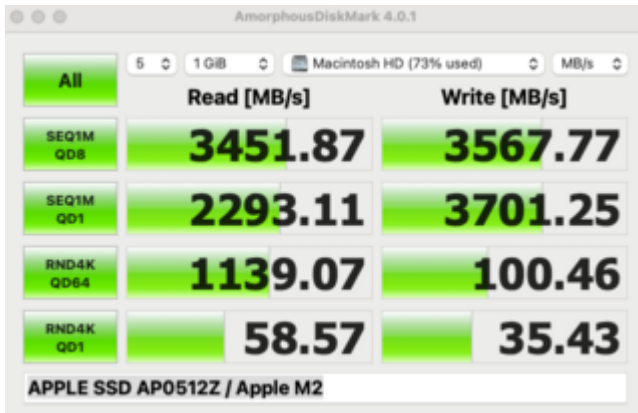 AmorphousDiskMark 4.0.1
All 5 1 GiB Macintosh HD (73% used) MB/s
Read [MB/s] Write [MB/s]
SEQ1M QD8 3451.87 3567.77
SEQ1M QD1 2293.11 3701.25
RND4K QD64 1139.07 100.46
RND4K QD1 58.57 35.43
APPLE SSD AP0512Z / Apple M2